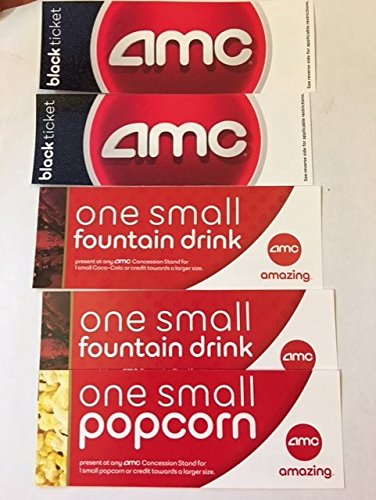 black ticket
amc
See reverse side for applicable restrictions.
black ticket
amc
See reverse side for applicable restrictions.
one small
fountain drink
present at any amc Concession Stand for
1 small Coca-Cola or credit towards a larger size.
amc
amazing.
one small
fountain drink
amc
amazing.
one small
popcorn
present at any amc Concession Stand for
1 small popcorn or credit towards a larger size.
amc
amazing.